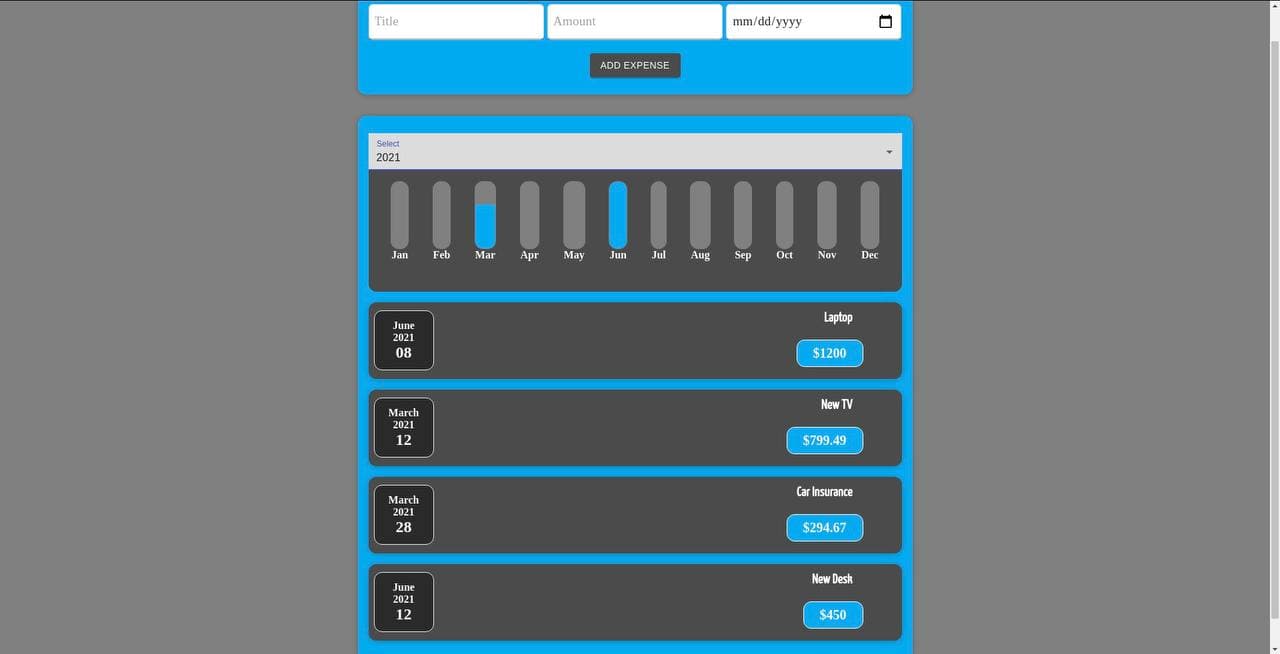 Title Amount mm/dd/yyyy
ADD EXPENSE
Select
2021
Jan Feb Mar Apr May Jun Jul Aug Sep Oct Nov Dec
June
2021
08
Laptop
$1200
March
2021
12
New TV
$799.49
March
2021
28
Car Insurance
$294.67
June
2021
12
New Desk
$450